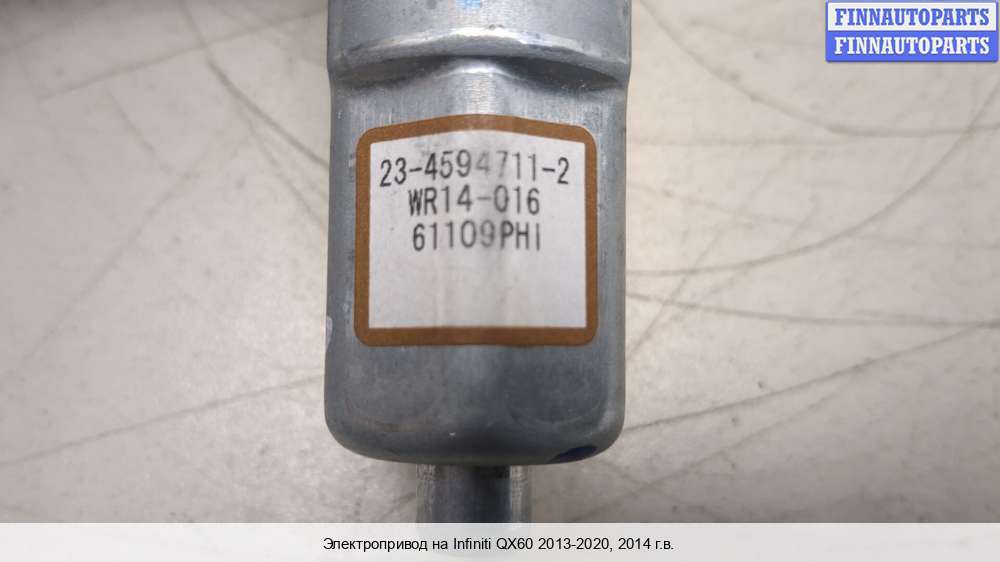 FINNAUTOPARTS
FINNAUTOPARTS
23-4594711-2
WR14-016
61109PHI
Электропривод на Infiniti QX60 2013-2020, 2014 г.в.